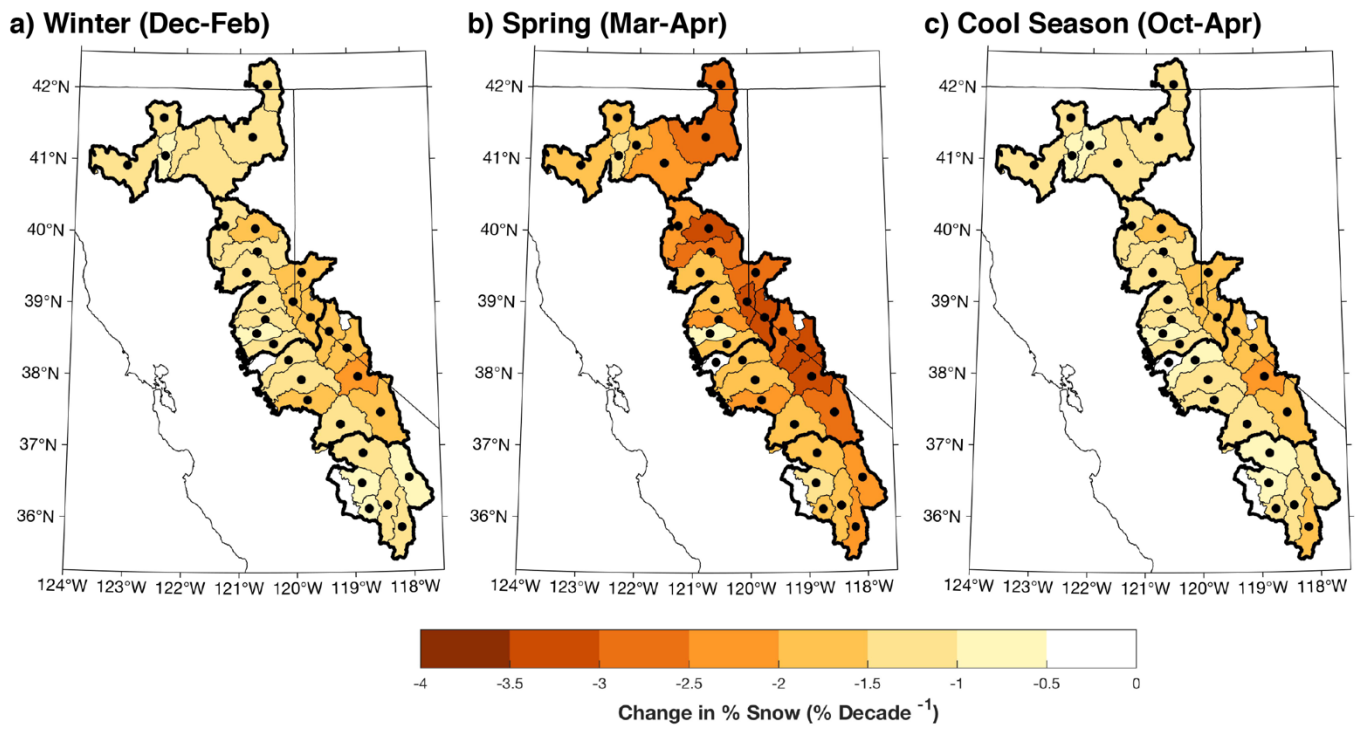 a) Winter (Dec-Feb)
b) Spring (Mar-Apr)
c) Cool Season (Oct-Apr)
42°N
41°N
40°N
39°N
38°N
37°N
36°N
124°W 123°W 122°W 121°W 120°W 119°W 118°W
42°N
41°N
40°N
39°N
38°N
37°N
36°N
124°W 123°W 122°W 121°W 120°W 119°W 118°W
42°N
41°N
40°N
39°N
38°N
37°N
36°N
124°W 123°W 122°W 121°W 120°W 119°W 118°W
-4 -3.5 -3 -2.5 -2 -1.5 -1 -0.5 0
Change in % Snow (% Decade -1)